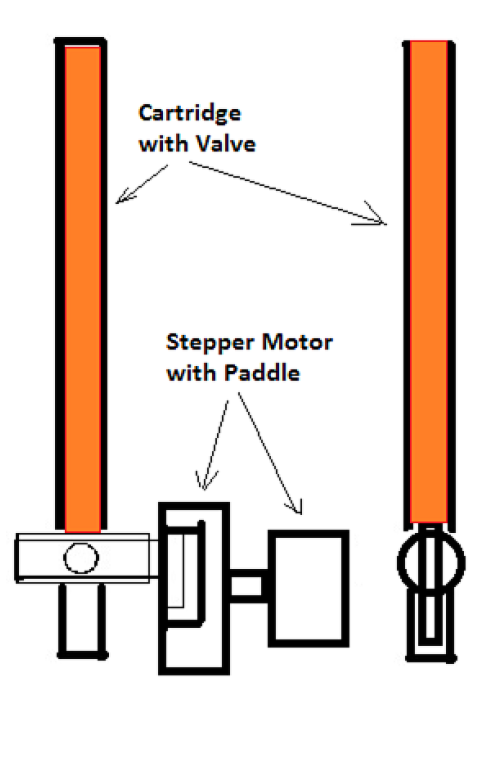 Cartridge
with Valve
Stepper Motor
with Paddle